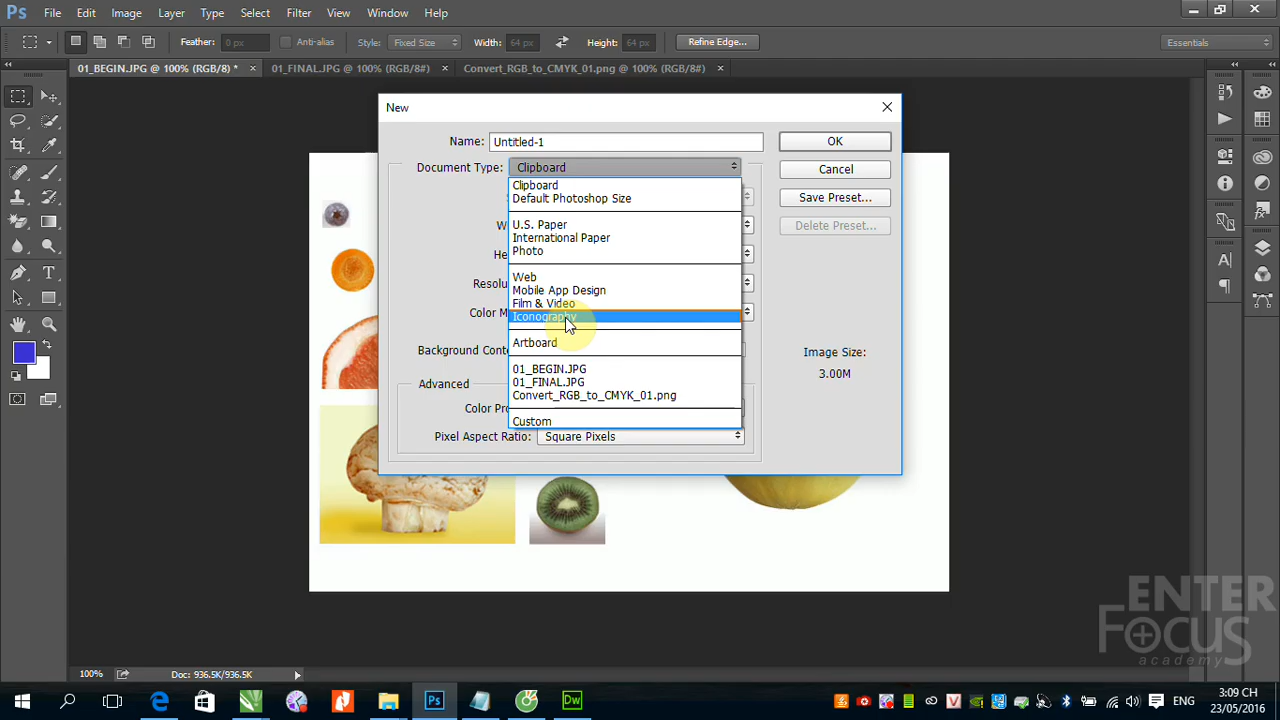 Ps File Edit Image Layer Type Select Filter View Window Help
Feather: 0 px Anti-alias Style: Fixed Size Width: 64 px Height: 64 px Refine Edge... Essentials
01_BEGIN.JPG @ 100% (RGB/8) * × 01_FINAL.JPG @ 100% (RGB/8#) × Convert_RGB_to_CMYK_01.png @ 100% (RGB/8#) ×
New
Name: Untitled-1 OK
Document Type: Clipboard Cancel
Clipboard
Default Photoshop Size Save Preset...
U.S. Paper Delete Preset...
International Paper
Photo
Web
Mobile App Design
Film & Video
Iconography
Artboard
01_BEGIN.JPG
01_FINAL.JPG
Convert_RGB_to_CMYK_01.png
Custom
Resolu
Color M
Background Conte
Image Size:
3.00M
Advanced
Color Pro
Pixel Aspect Ratio: Square Pixels
ENTER
FOCUS
academy
100% Doc: 936.5K/936.5K
Ps Dw V ENG 3:09 CH
23/05/2016